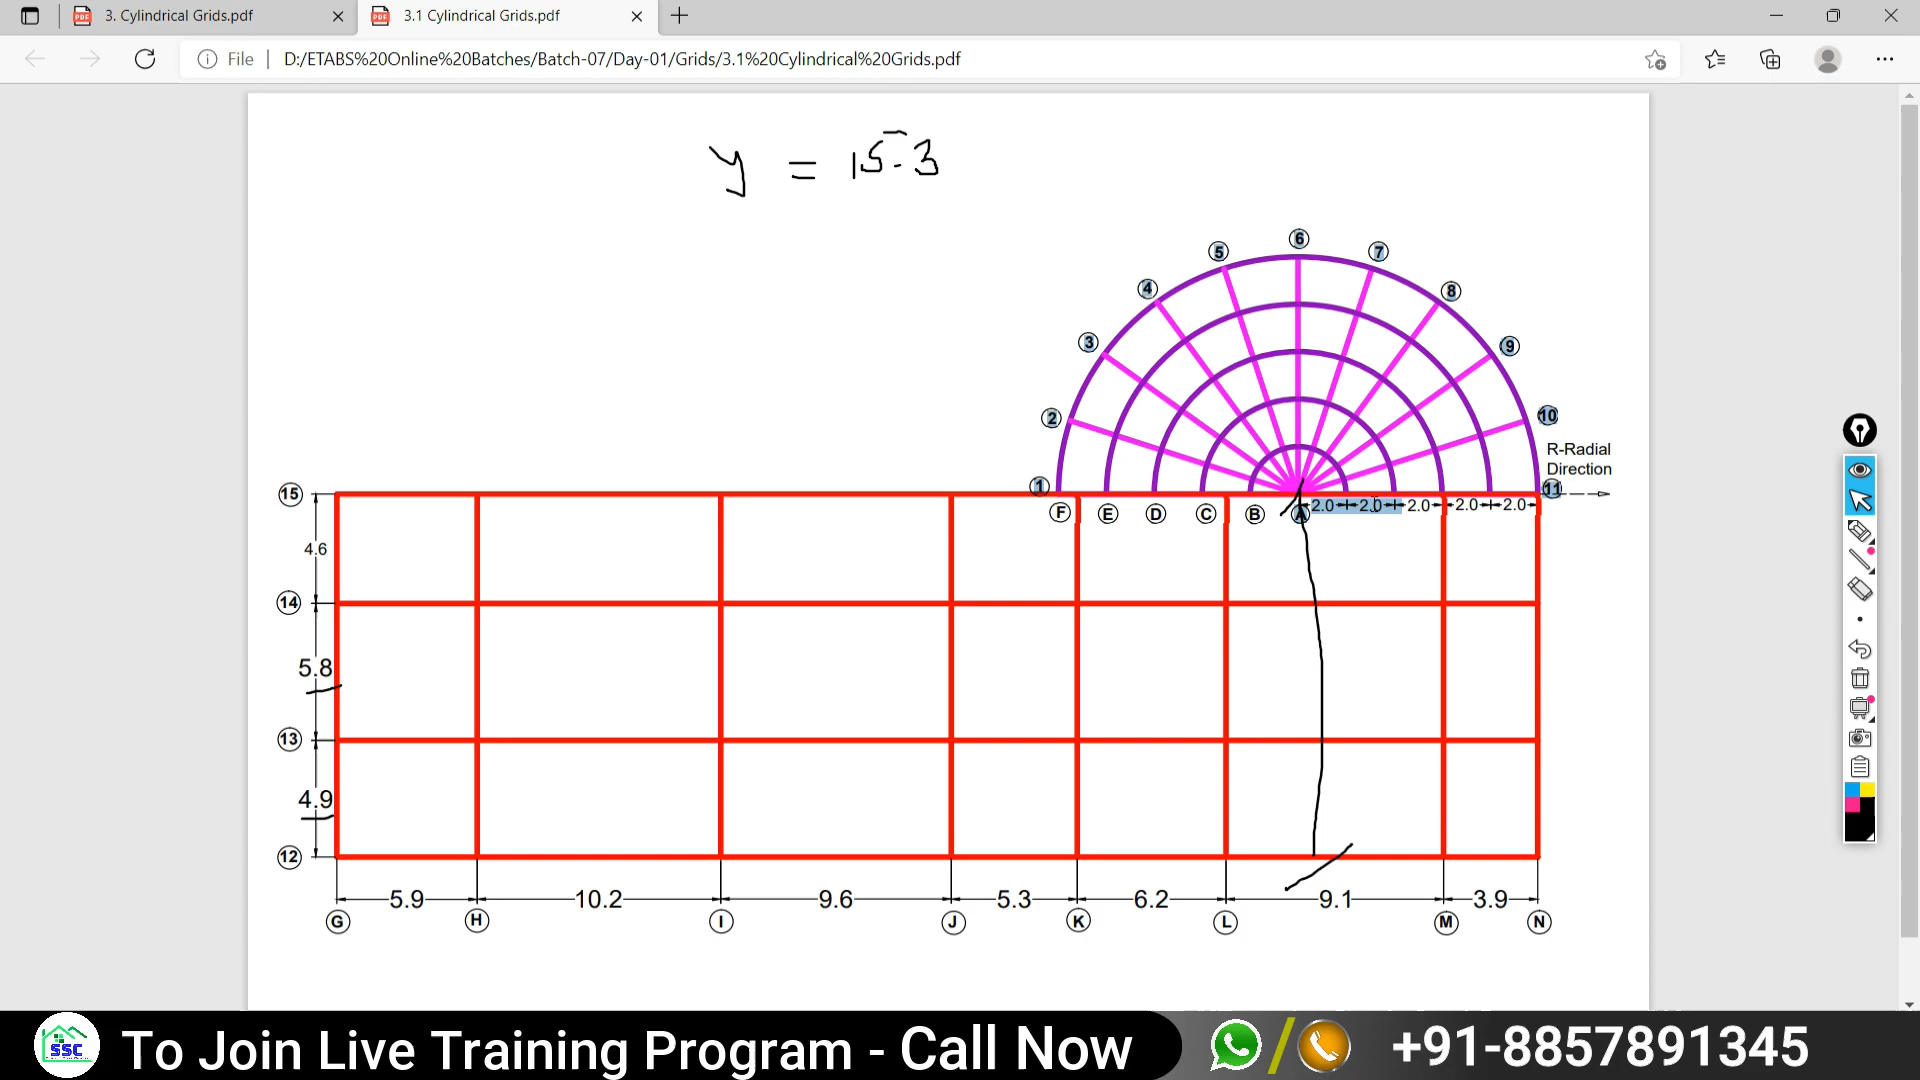 3. Cylindrical Grids.pdf
3.1 Cylindrical Grids.pdf
File
D:/ETABS%20Online%20Batches/Batch-07/Day-01/Grids/3.1%20Cylindrical%20Grids.pdf
y = 15.3
6
5 7
4 8
3 9
2 10
R-Radial
Direction
1 11
15
F E D C B A 2.0 2.0 2.0 2.0 2.0
4.6
14
5.8
13
4.9
12
5.9 10.2 9.6 5.3 6.2 9.1 3.9
G H I J K L M N
SSC
To Join Live Training Program - Call Now
+91-8857891345